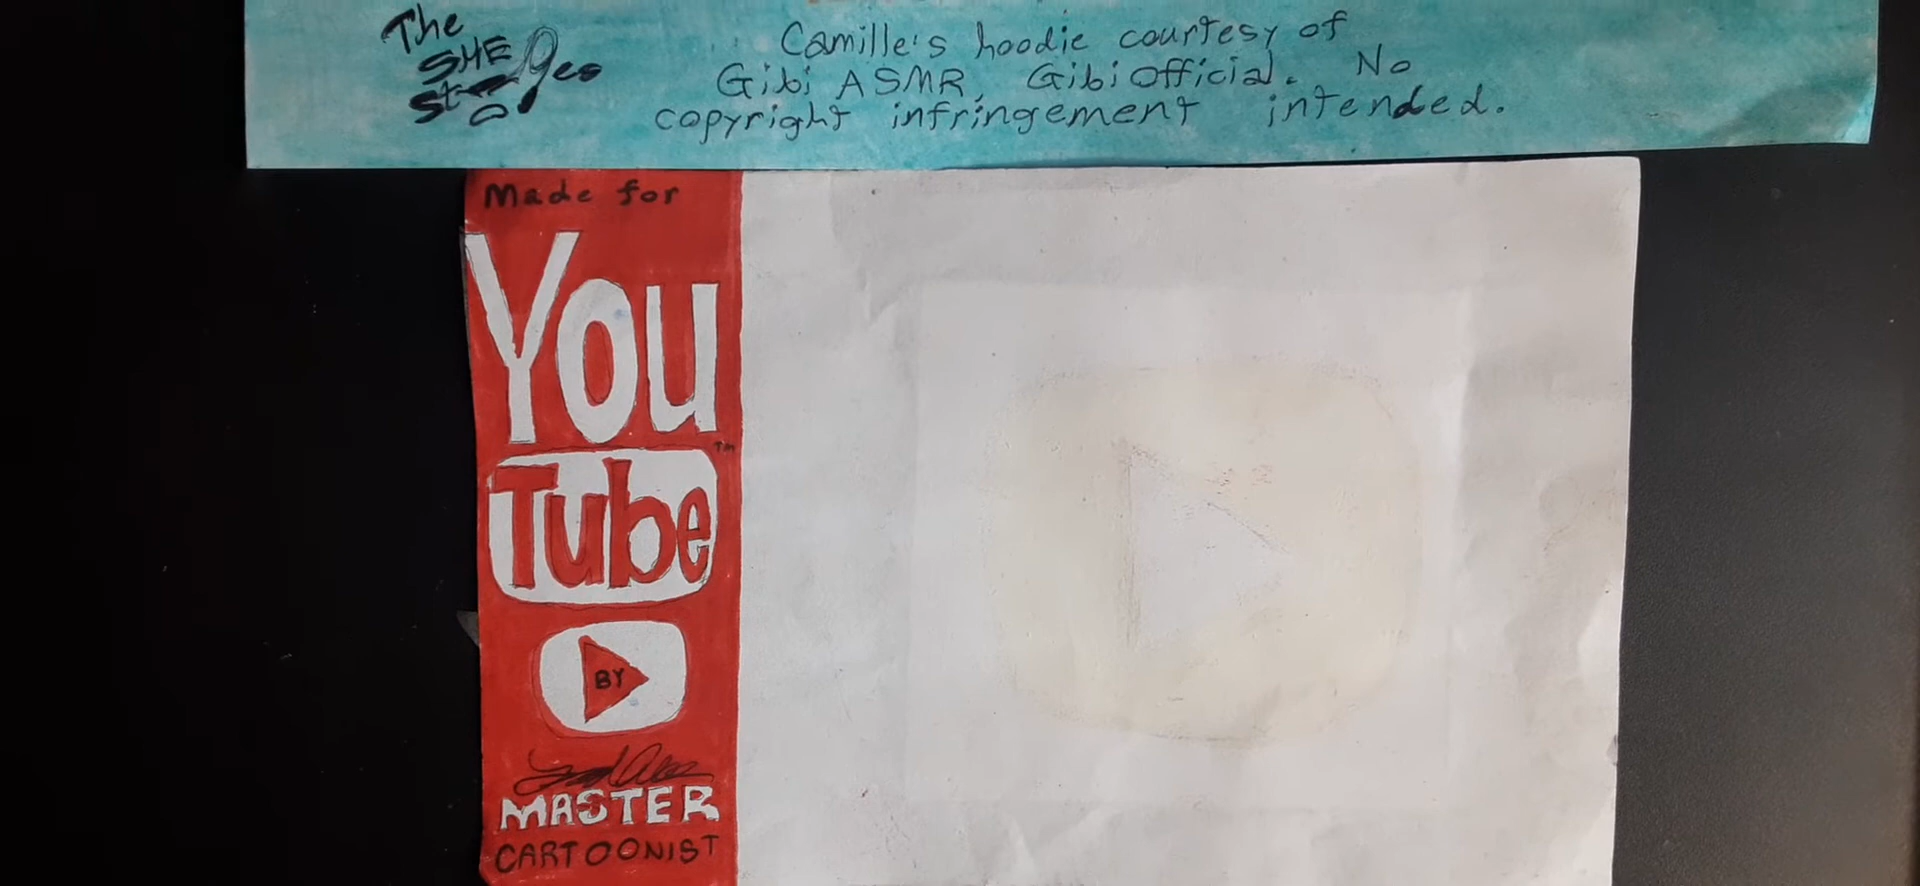 The
SHE
Camille's hoodie courtesy of
Gibi ASMR, GibiOfficial. No
copyright infringement intended.
Made for
You
TM
Tube
BY
MASTER
CARTOONIST